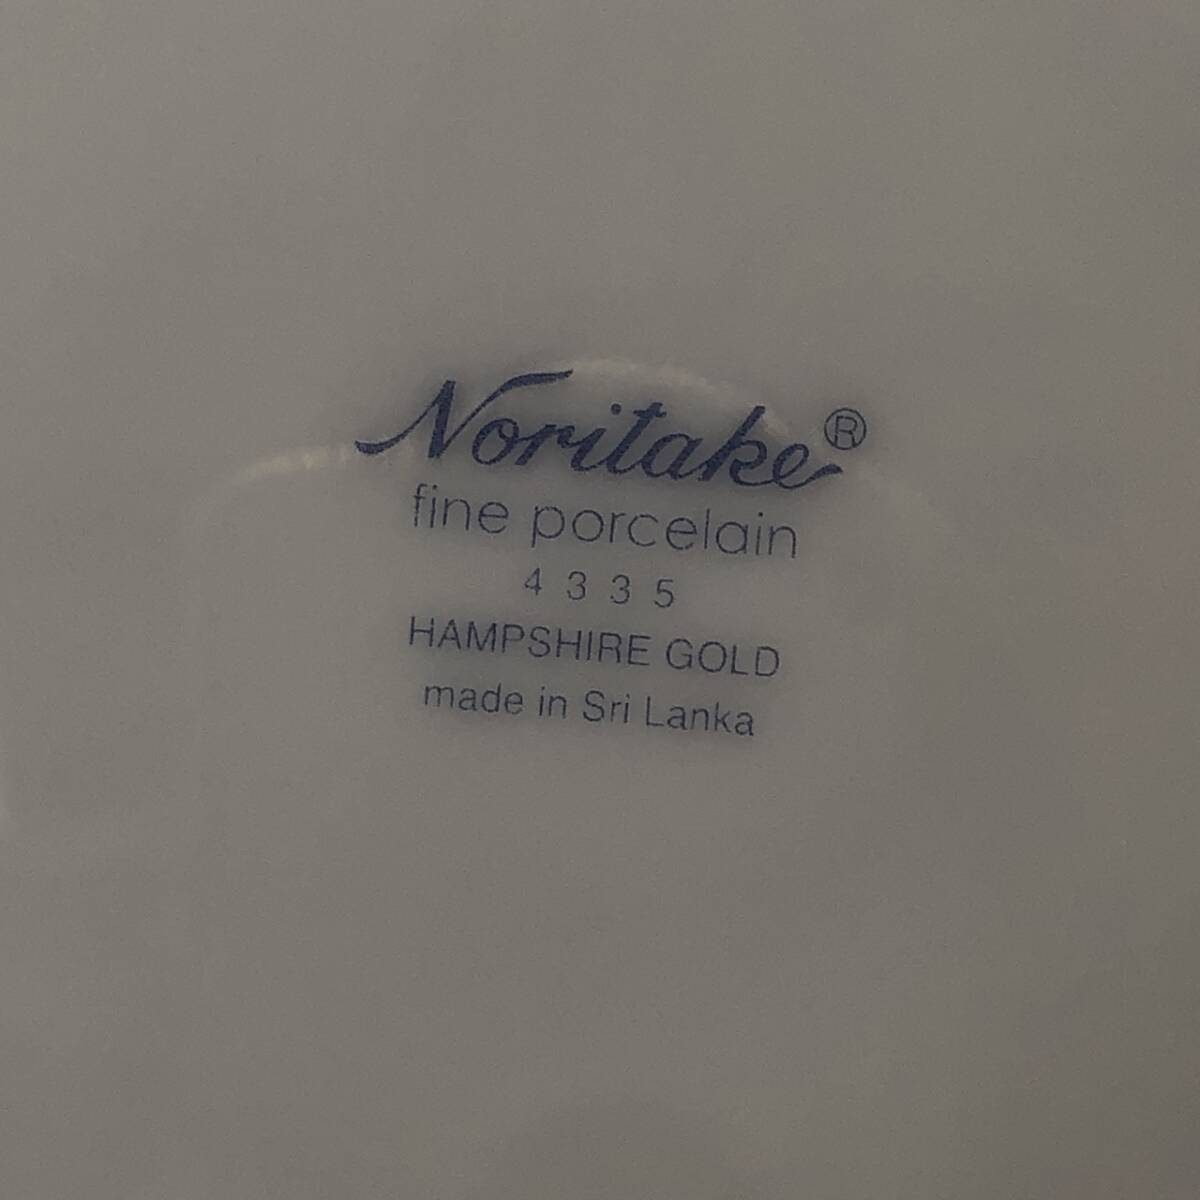 Noritake®
fine porcelain
4335
HAMPSHIRE GOLD
made in Sri Lanka